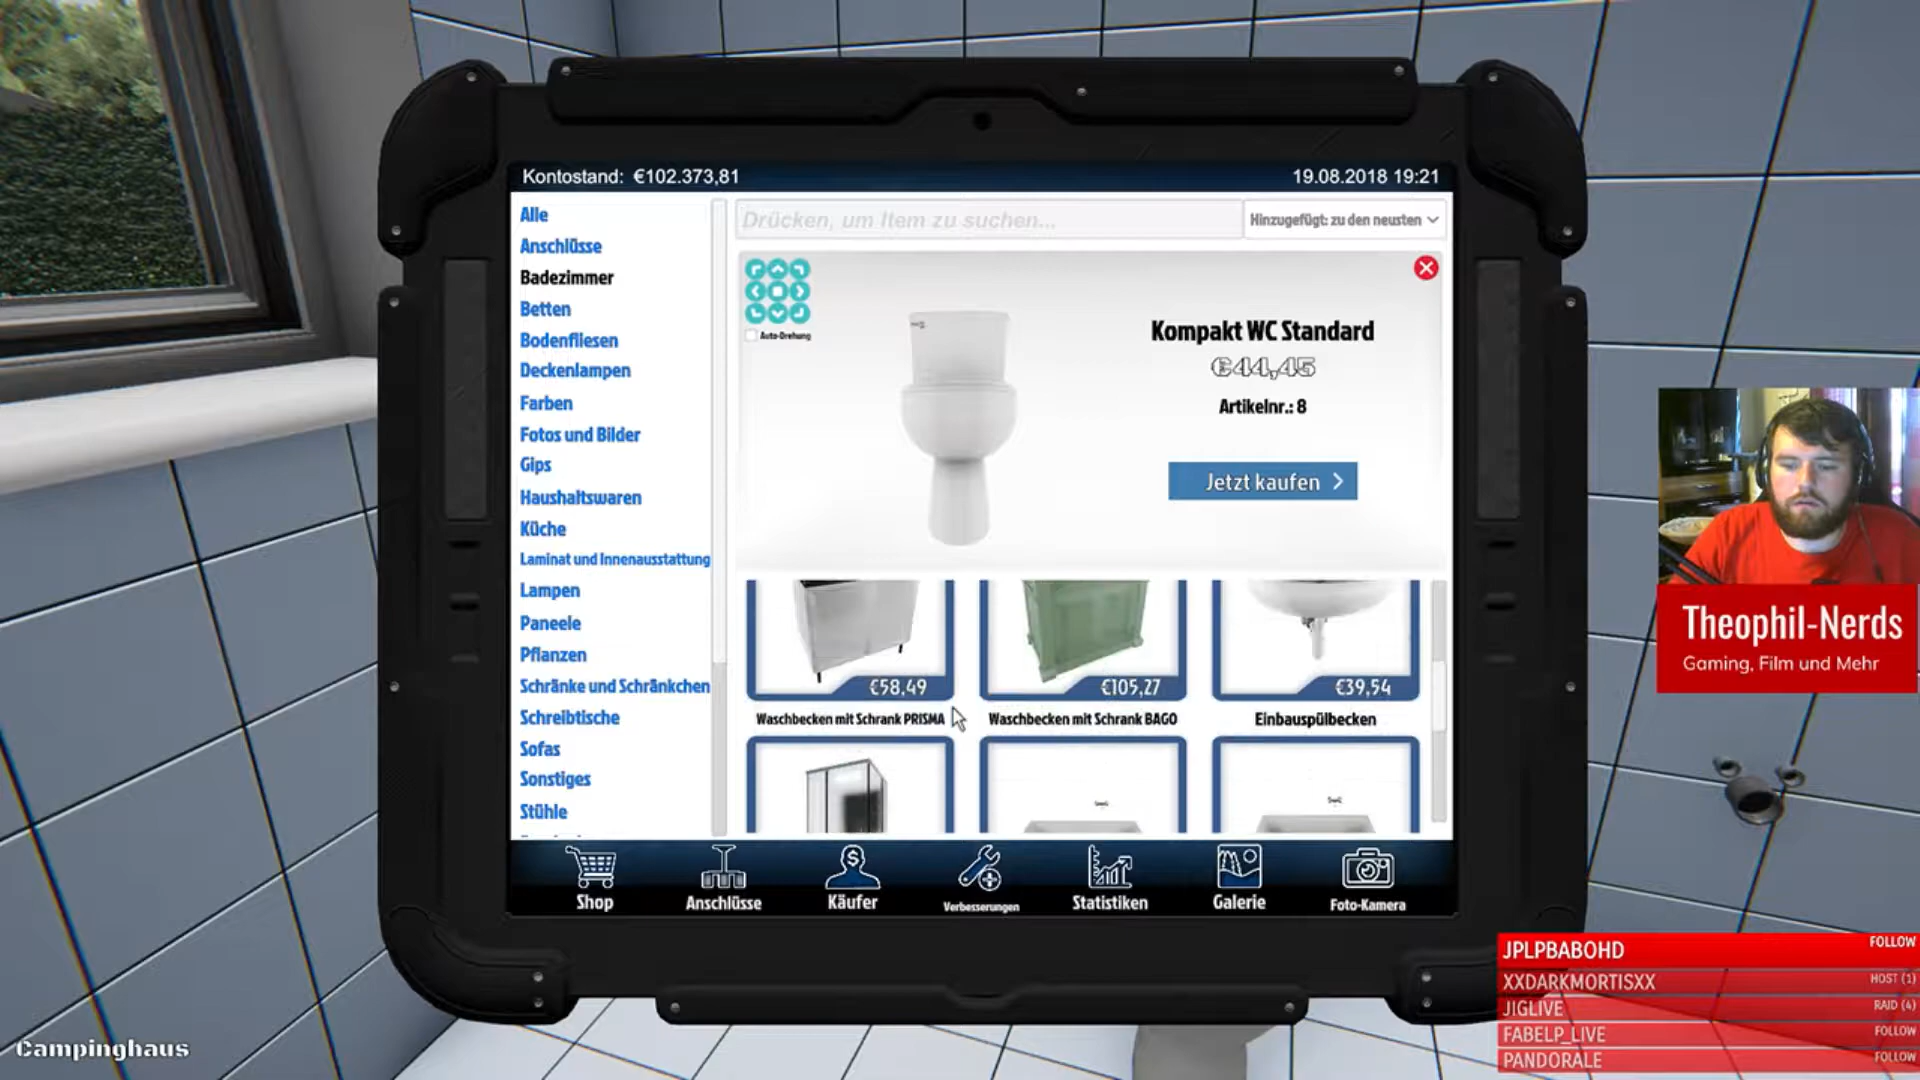 Kontostand: €102.373,81
19.08.2018 19:21
Alle
Anschlüsse
Badezimmer
Betten
Bodenfliesen
Deckenlampen
Farben
Fotos und Bilder
Gips
Haushaltswaren
Küche
Laminat und Innenausstattung
Lampen
Paneele
Pflanzen
Schränke und Schränkchen
Schreibtische
Sofas
Sonstiges
Stühle
Drücken, um Item zu suchen...
Hinzugefügt: zu den neusten
Auto-Drehung
Kompakt WC Standard
€44,45
Artikelnr.: 8
Jetzt kaufen
€58,49
€105,27
€39,54
Waschbecken mit Schrank PRISMA
Waschbecken mit Schrank BAGO
Einbauspülbecken
Shop
Anschlüsse
Käufer
Verbesserungen
Statistiken
Galerie
Foto-Kamera
Theophil-Nerds
Gaming, Film und Mehr
JPLPBABOHD FOLLOW
XXDARKMORTISXX HOST (1)
JIGLIVE RAID (4)
FABELP_LIVE FOLLOW
PANDORALE FOLLOW
Campinghaus